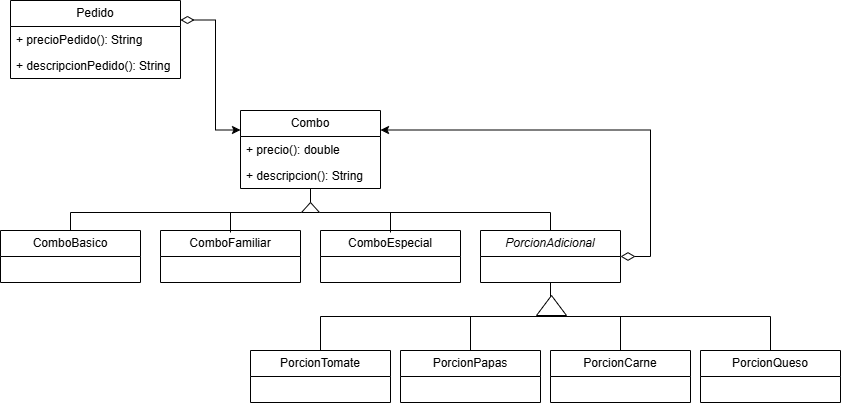 Pedido
+ precioPedido(): String
+ descripcionPedido(): String
Combo
+ precio(): double
+ descripcion(): String
ComboBasico
ComboFamiliar
ComboEspecial
PorcionAdicional
PorcionTomate
PorcionPapas
PorcionCarne
PorcionQueso